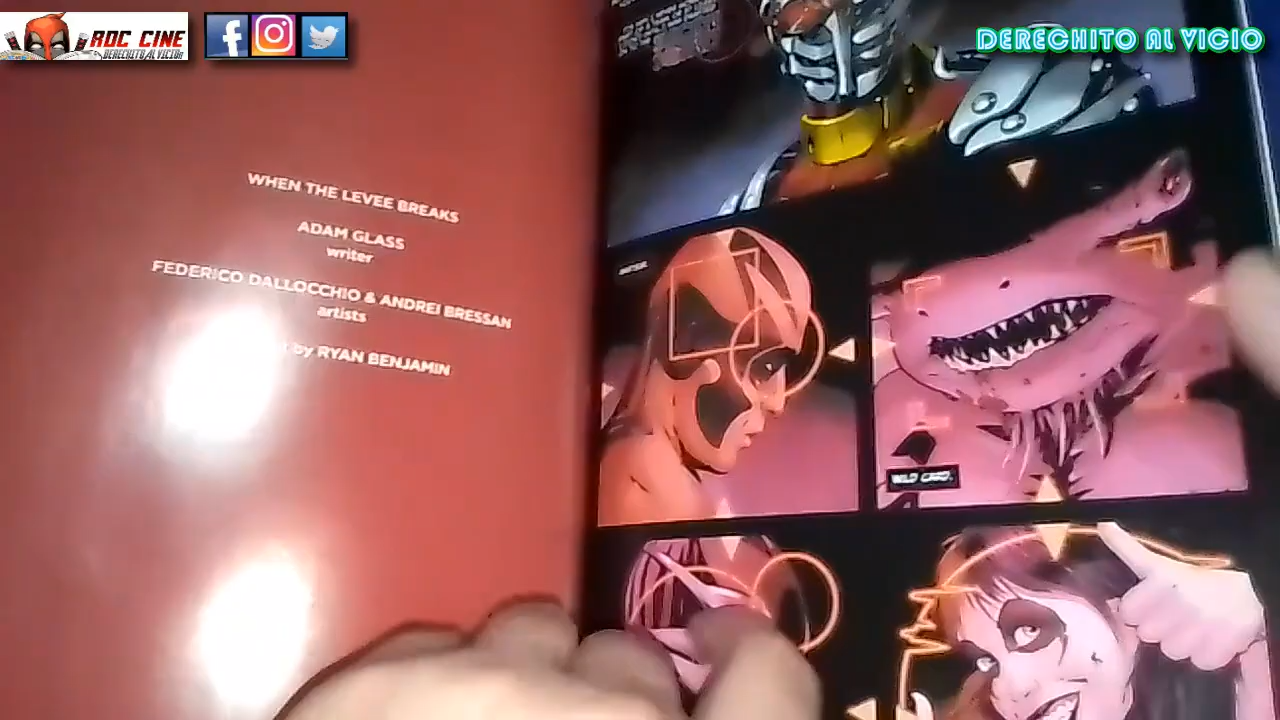 RDC CINE
DERECHITO AL VICIO
DERECHITO AL VICIO
WHEN THE LEVEE BREAKS
ADAM GLASS
writer
FEDERICO DALLOCCHIO & ANDREI BRESSAN
artists
by RYAN BENJAMIN
WILD CARD.